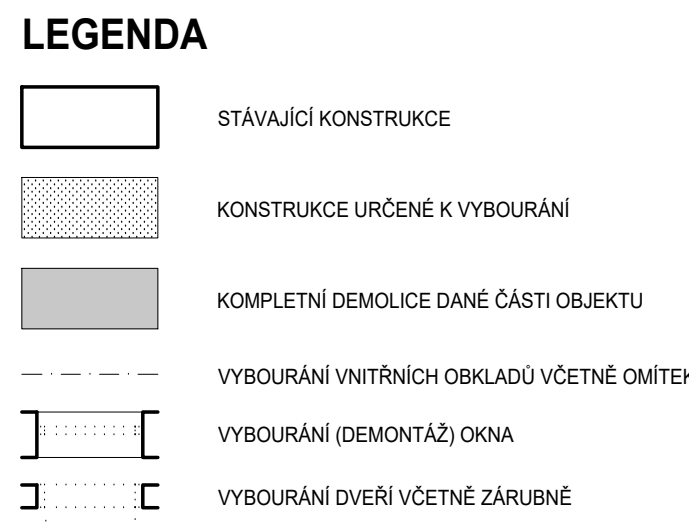 LEGENDA
STÁVAJÍCÍ KONSTRUKCE
KONSTRUKCE URČENÉ K VYBOURÁNÍ
KOMPLETNÍ DEMOLICE DANÉ ČÁSTI OBJEKTU
VYBOURÁNÍ VNITŘNÍCH OBKLADŮ VČETNĚ OMÍTEK
VYBOURÁNÍ (DEMONTÁŽ) OKNA
VYBOURÁNÍ DVEŘÍ VČETNĚ ZÁRUBNĚ